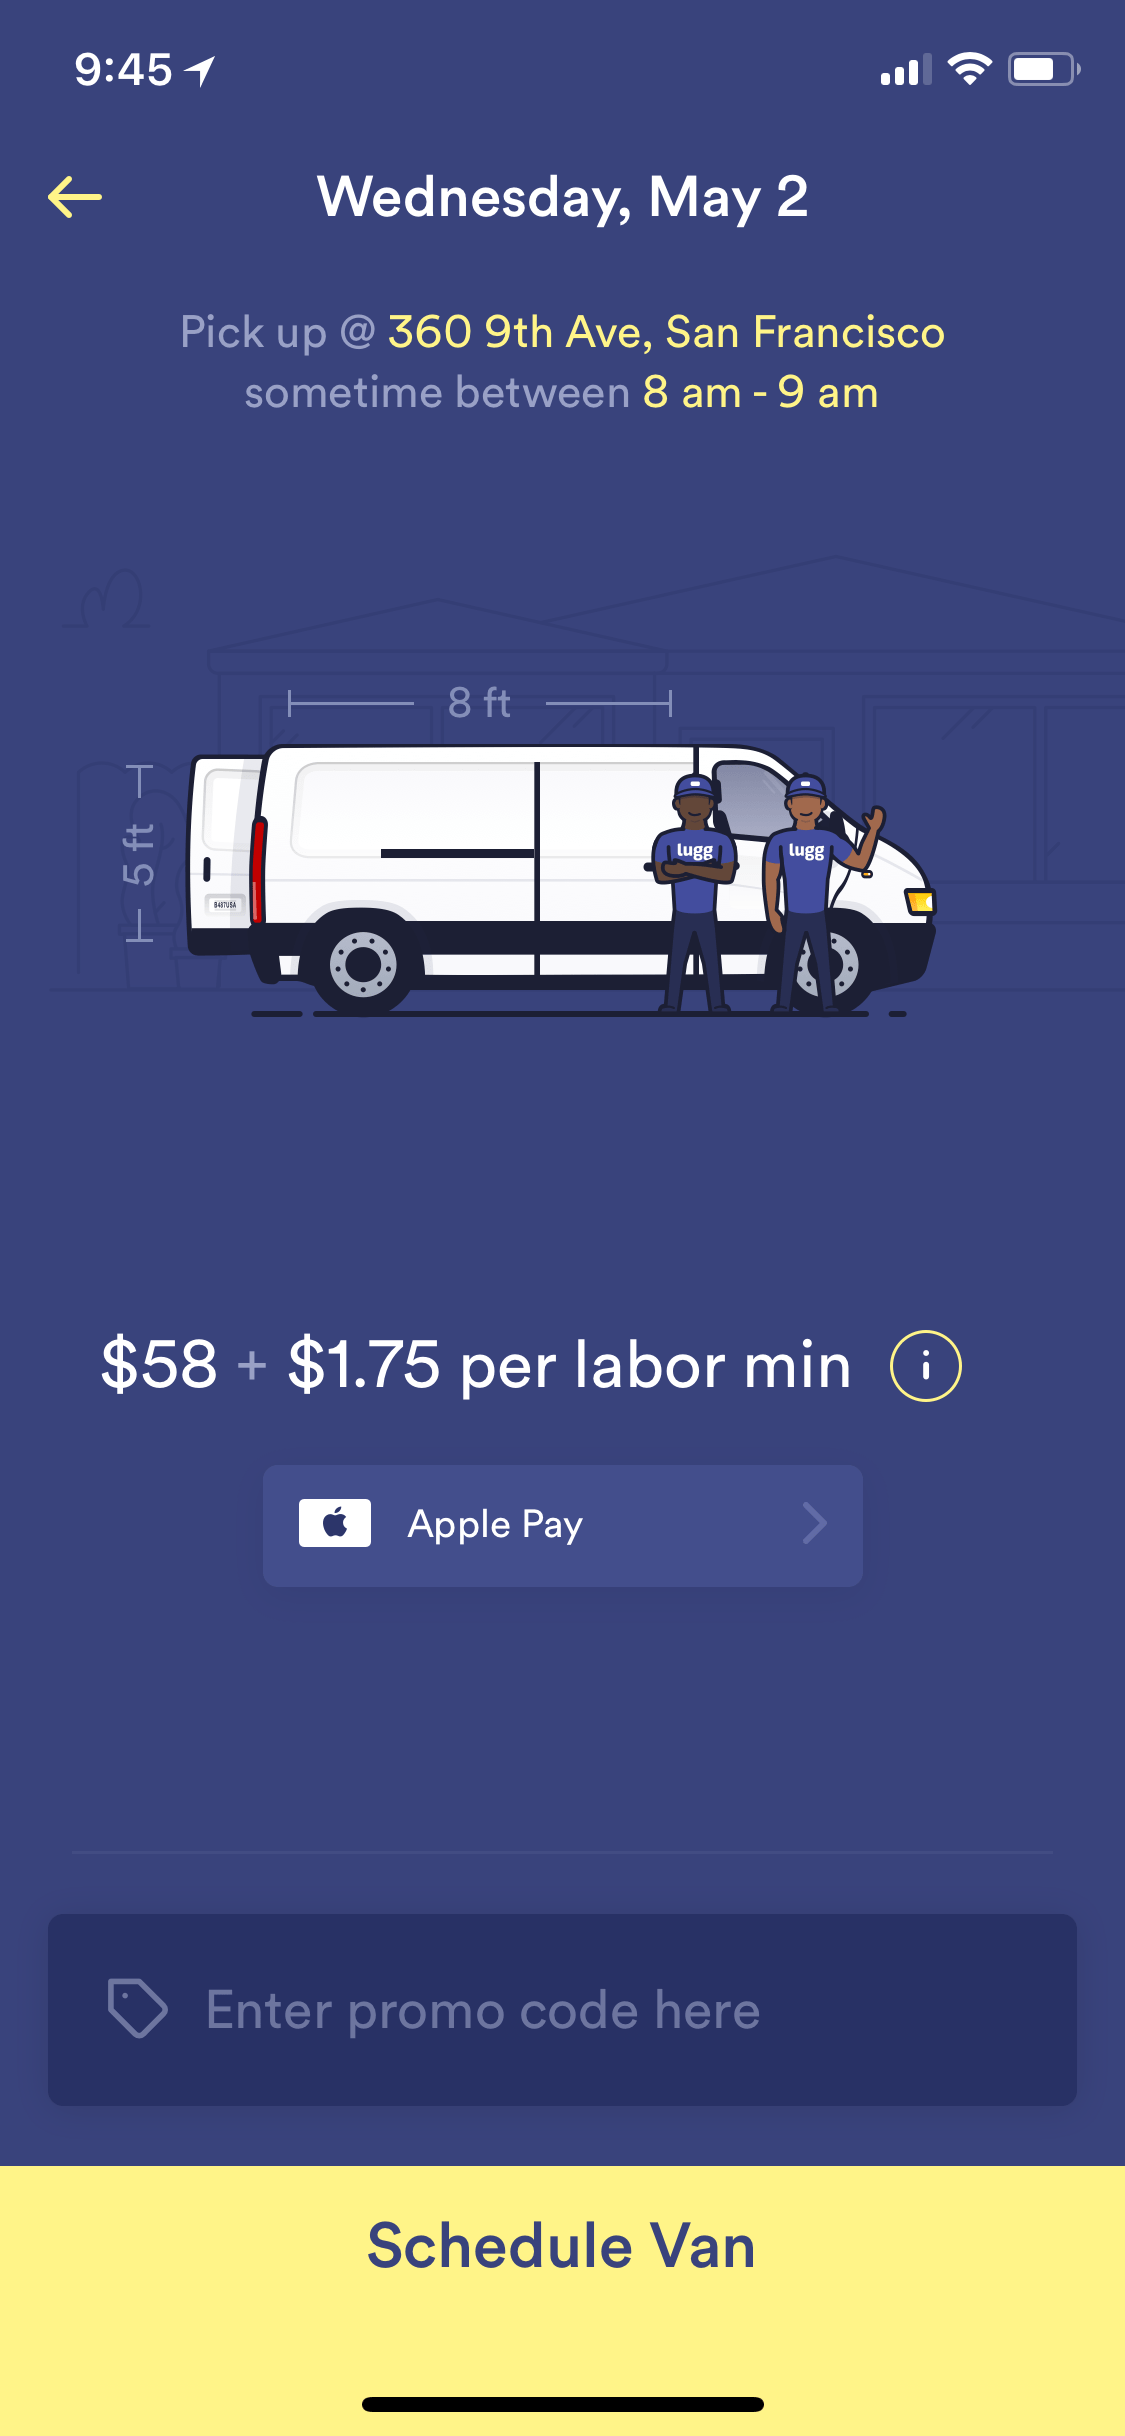 9:45
Wednesday, May 2
Pick up @ 360 9th Ave, San Francisco
sometime between 8 am - 9 am
8 ft
5 ft
lugg
lugg
$58 + $1.75 per labor min
Apple Pay
Enter promo code here
Schedule Van